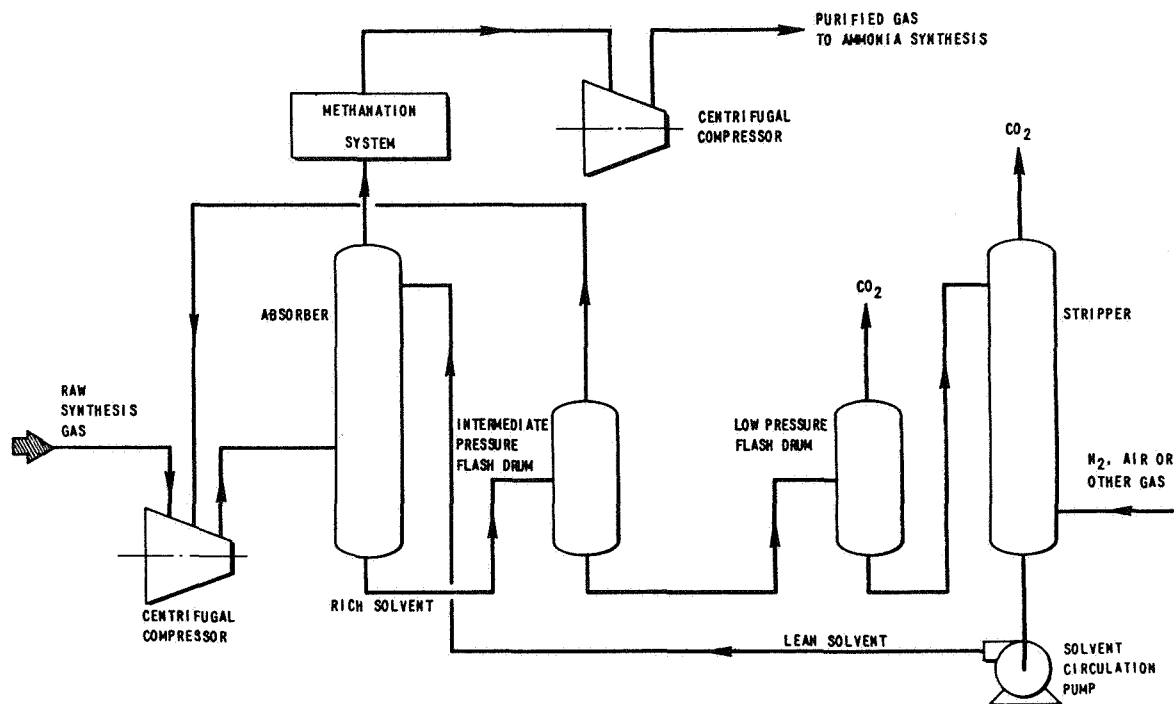 PURIFIED GAS
TO AMMONIA SYNTHESIS
METHANATION
SYSTEM
CENTRIFUGAL
COMPRESSOR
CO2
ABSORBER
CO2
STRIPPER
RAW
SYNTHESIS
GAS
INTERMEDIATE
PRESSURE
FLASH DRUM
LOW PRESSURE
FLASH DRUM
N2, AIR OR
OTHER GAS
RICH SOLVENT
CENTRIFUGAL
COMPRESSOR
LEAN SOLVENT
SOLVENT
CIRCULATION
PUMP